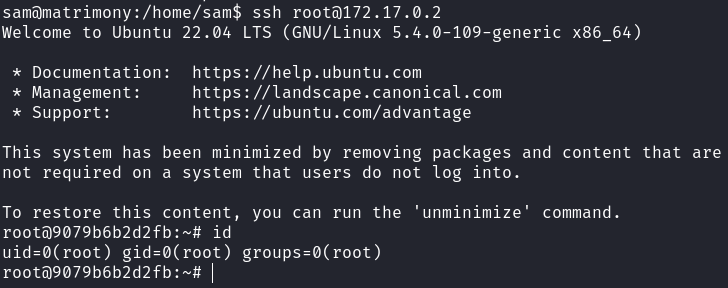 sam@matrimony:/home/sam$ ssh root@172.17.0.2
Welcome to Ubuntu 22.04 LTS (GNU/Linux 5.4.0-109-generic x86_64)
* Documentation: https://help.ubuntu.com
* Management: https://landscape.canonical.com
* Support: https://ubuntu.com/advantage
This system has been minimized by removing packages and content that are
not required on a system that users do not log into.
To restore this content, you can run the 'unminimize' command.
root@9079b6b2d2fb:~# id
uid=0(root) gid=0(root) groups=0(root)
root@9079b6b2d2fb:~#